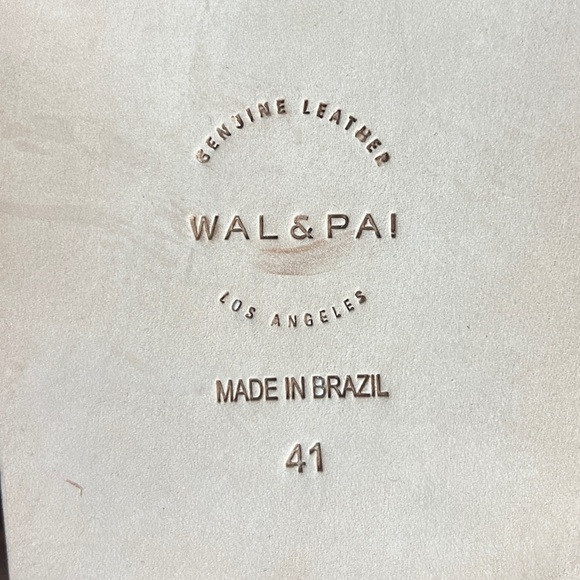 GENUINE LEATHER
WAL & PAI
LOS ANGELES
MADE IN BRAZIL
41